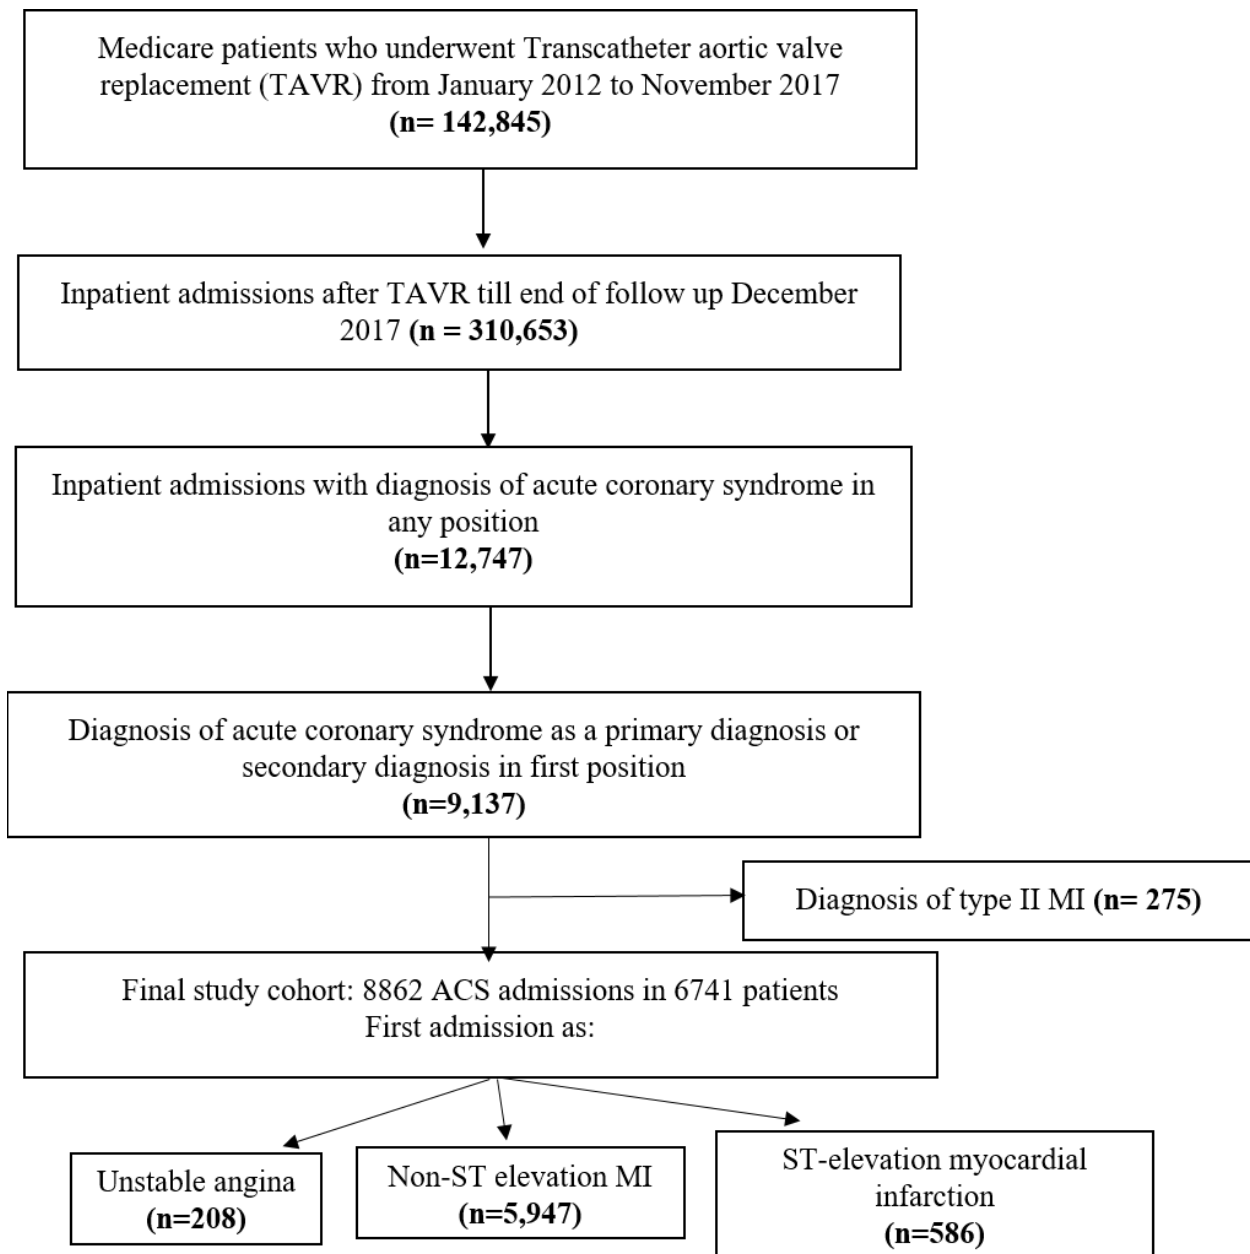 Medicare patients who underwent Transcatheter aortic valve
replacement (TAVR) from January 2012 to November 2017
(n= 142,845)
Inpatient admissions after TAVR till end of follow up December
2017 (n = 310,653)
Inpatient admissions with diagnosis of acute coronary syndrome in
any position
(n=12,747)
Diagnosis of acute coronary syndrome as a primary diagnosis or
secondary diagnosis in first position
(n=9,137)
Diagnosis of type II MI (n= 275)
Final study cohort: 8862 ACS admissions in 6741 patients
First admission as:
Unstable angina
(n=208)
Non-ST elevation MI
(n=5,947)
ST-elevation myocardial
infarction
(n=586)